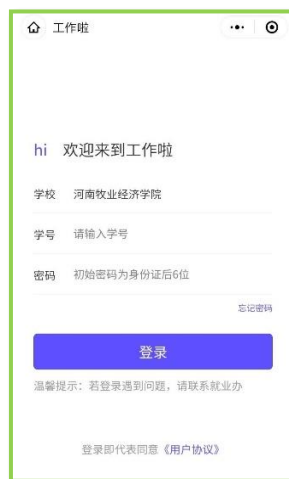 工作啦
hi 欢迎来到工作啦
学校 河南牧业经济学院
学号 请输入学号
密码 初始密码为身份证后6位
忘记密码
登录
温馨提示：若登录遇到问题，请联系就业办
登录即代表同意《用户协议》